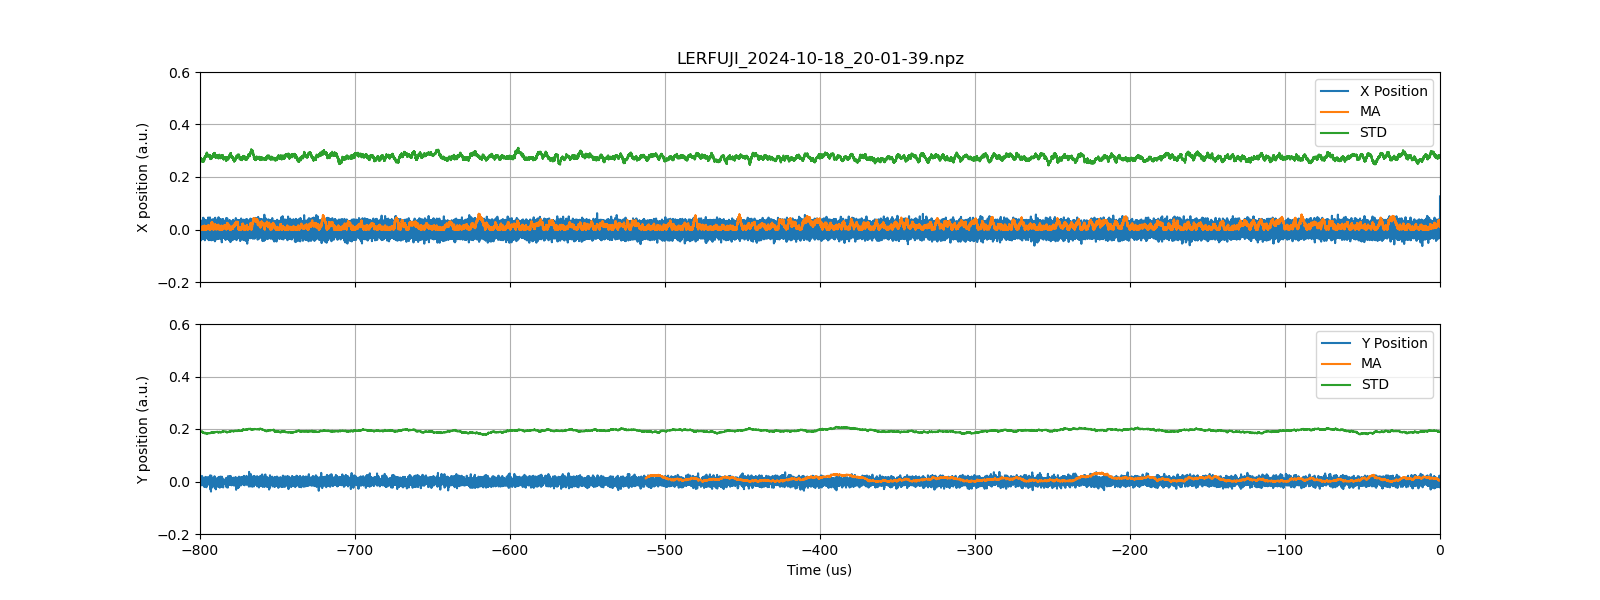 LERFUJI_2024-10-18_20-01-39.npz
0.6
0.4
0.2
0.0
−0.2
X position (a.u.)
X Position
MA
STD
0.6
0.4
0.2
0.0
−0.2
Y position (a.u.)
Y Position
MA
STD
−800 −700 −600 −500 −400 −300 −200 −100 0
Time (us)